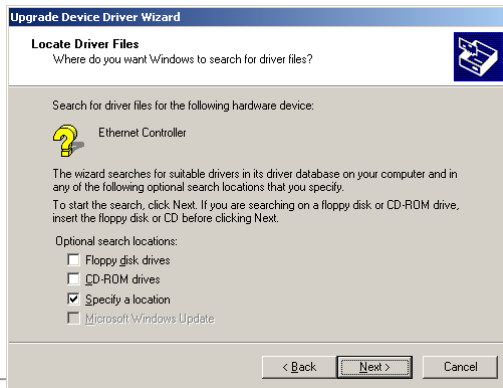 Upgrade Device Driver Wizard
Locate Driver Files
Where do you want Windows to search for driver files?
Search for driver files for the following hardware device:
Ethernet Controller
The wizard searches for suitable drivers in its driver database on your computer and in
any of the following optional search locations that you specify.
To start the search, click Next. If you are searching on a floppy disk or CD-ROM drive,
insert the floppy disk or CD before clicking Next.
Optional search locations:
Floppy disk drives
CD-ROM drives
Specify a location
Microsoft Windows Update
< Back Next > Cancel